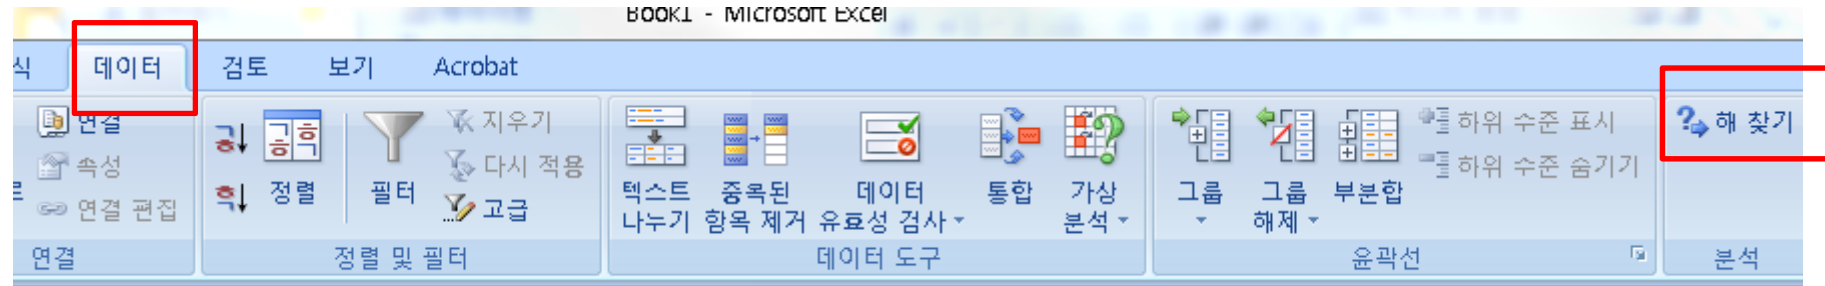 Book1 - Microsoft Excel
식 데이터 검토 보기 Acrobat
연결
속성
연결 편집
연결
정렬
필터
지우기
다시 적용
고급
정렬 및 필터
텍스트
나누기
중복된
항목 제거
데이터
유효성 검사
통합
가상
분석
데이터 도구
그룹
그룹
해제
부분합
하위 수준 표시
하위 수준 숨기기
윤곽선
해 찾기
분석